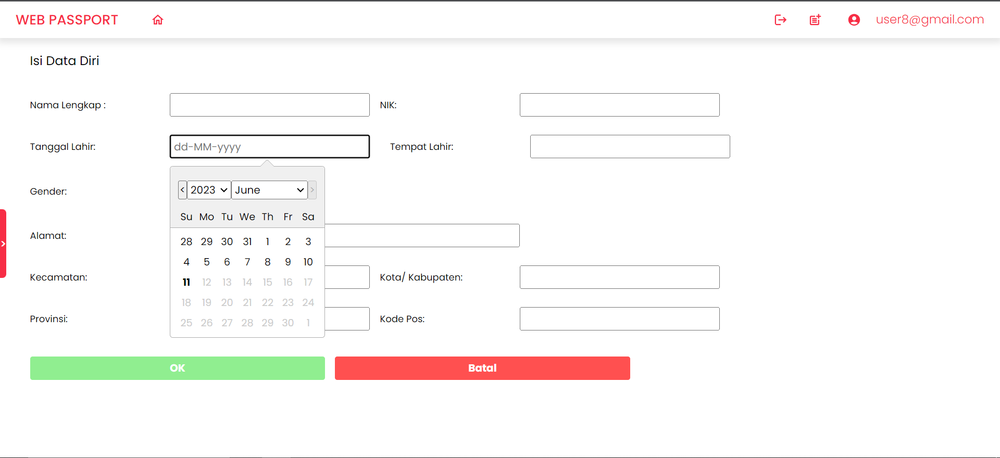 WEB PASSPORT user8@gmail.com
Isi Data Diri
Nama Lengkap : NIK:
Tanggal Lahir: dd-MM-yyyy Tempat Lahir:
Gender:
< 2023 June >
Su Mo Tu We Th Fr Sa
28 29 30 31 1 2 3
4 5 6 7 8 9 10
11 12 13 14 15 16 17
18 19 20 21 22 23 24
25 26 27 28 29 30 1
Alamat:
Kecamatan: Kota/ Kabupaten:
Provinsi: Kode Pos:
>
OK Batal